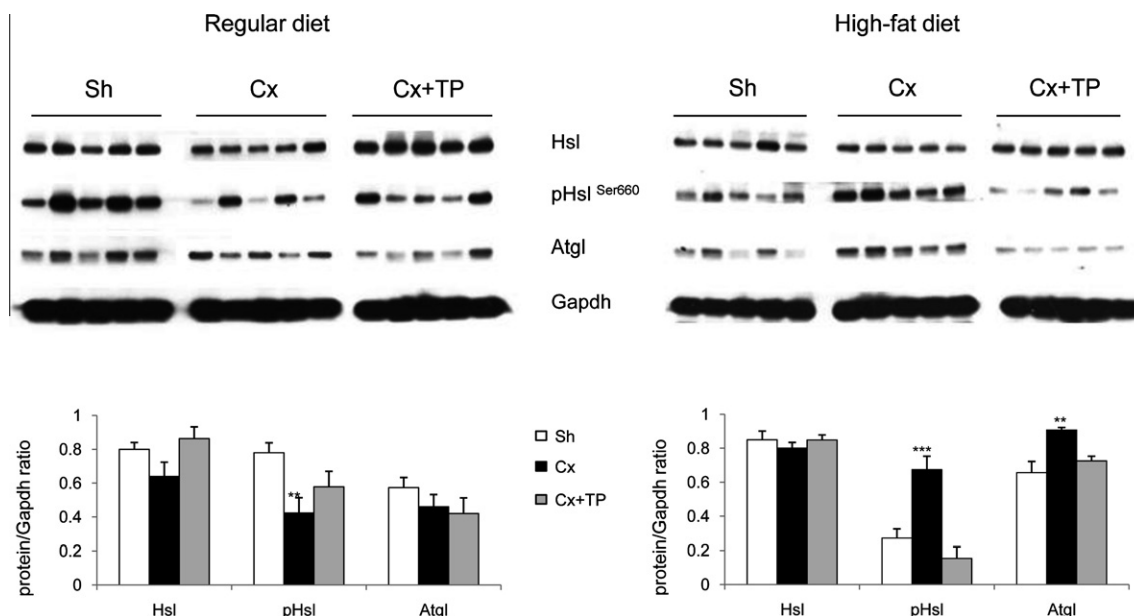 Regular diet
High-fat diet
Sh Cx Cx+TP
Sh Cx Cx+TP
Hsl
pHsl Ser660
Atgl
Gapdh
protein/Gapdh ratio
1
0.8
0.6
0.4
0.2
0
**
Hsl pHsl Atgl
Sh
Cx
Cx+TP
protein/Gapdh ratio
1
0.8
0.6
0.4
0.2
0
***
**
Hsl pHsl Atgl